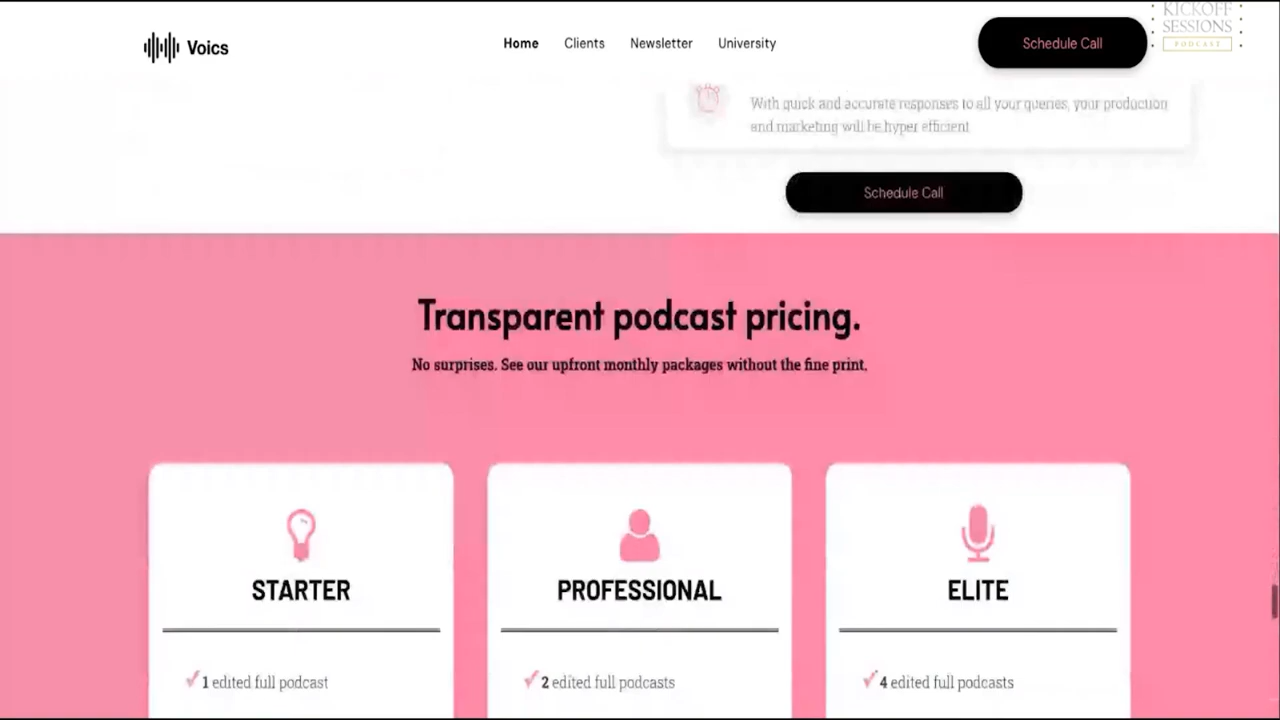 Voics
Home
Clients
Newsletter
University
Schedule Call
KICKOFF
SESSIONS
PODCAST
With quick and accurate responses to all your queries, your production
and marketing will be hyper efficient
Schedule Call
Transparent podcast pricing.
No surprises. See our upfront monthly packages without the fine print.
STARTER
PROFESSIONAL
ELITE
1 edited full podcast
2 edited full podcasts
4 edited full podcasts